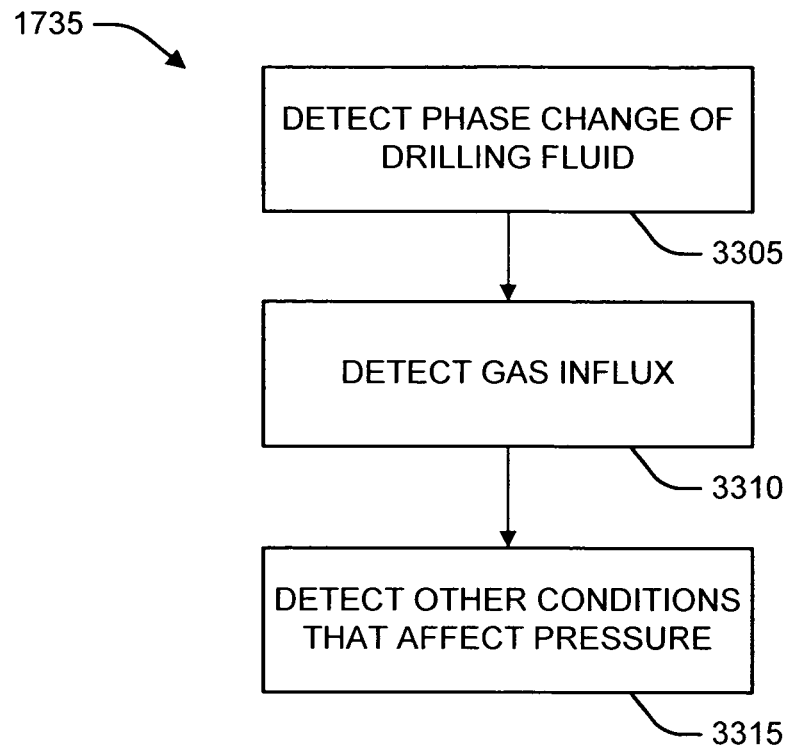 1735
DETECT PHASE CHANGE OF
DRILLING FLUID
3305
DETECT GAS INFLUX
3310
DETECT OTHER CONDITIONS
THAT AFFECT PRESSURE
3315